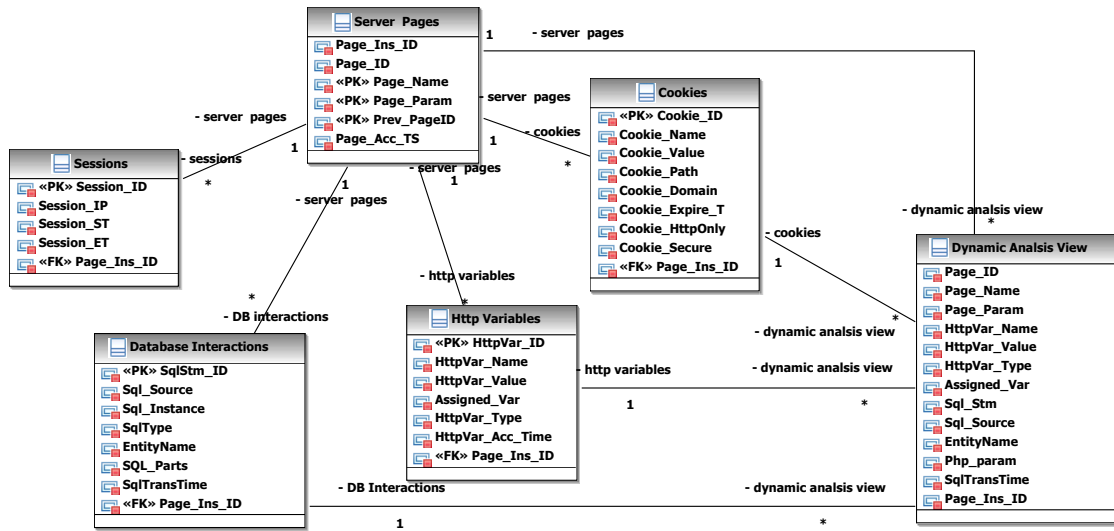 Server Pages
Page_Ins_ID
Page_ID
«PK» Page_Name
«PK» Page_Param
«PK» Prev_PageID
Page_Acc_TS
1
- server pages
- server pages
1
- cookies
*
- server pages
1
- sessions
*
- server pages
1
- server pages
1
Cookies
«PK» Cookie_ID
Cookie_Name
Cookie_Value
Cookie_Path
Cookie_Domain
Cookie_Expire_T
Cookie_HttpOnly
Cookie_Secure
«FK» Page_Ins_ID
Sessions
«PK» Session_ID
Session_IP
Session_ST
Session_ET
«FK» Page_Ins_ID
- dynamic analsis view
*
- cookies
1
*
- dynamic analsis view
Dynamic Analsis View
Page_ID
Page_Name
Page_Param
HttpVar_Name
HttpVar_Value
HttpVar_Type
Assigned_Var
Sql_Stm
Sql_Source
EntityName
Php_param
SqlTransTime
Page_Ins_ID
- http variables
*
*
- DB interactions
Http Variables
«PK» HttpVar_ID
HttpVar_Name
HttpVar_Value
Assigned_Var
HttpVar_Type
HttpVar_Acc_Time
«FK» Page_Ins_ID
- http variables
1
- dynamic analsis view
*
Database Interactions
«PK» SqlStm_ID
Sql_Source
Sql_Instance
SqlType
EntityName
SQL_Parts
SqlTransTime
«FK» Page_Ins_ID
- DB Interactions
1
- dynamic analsis view
*